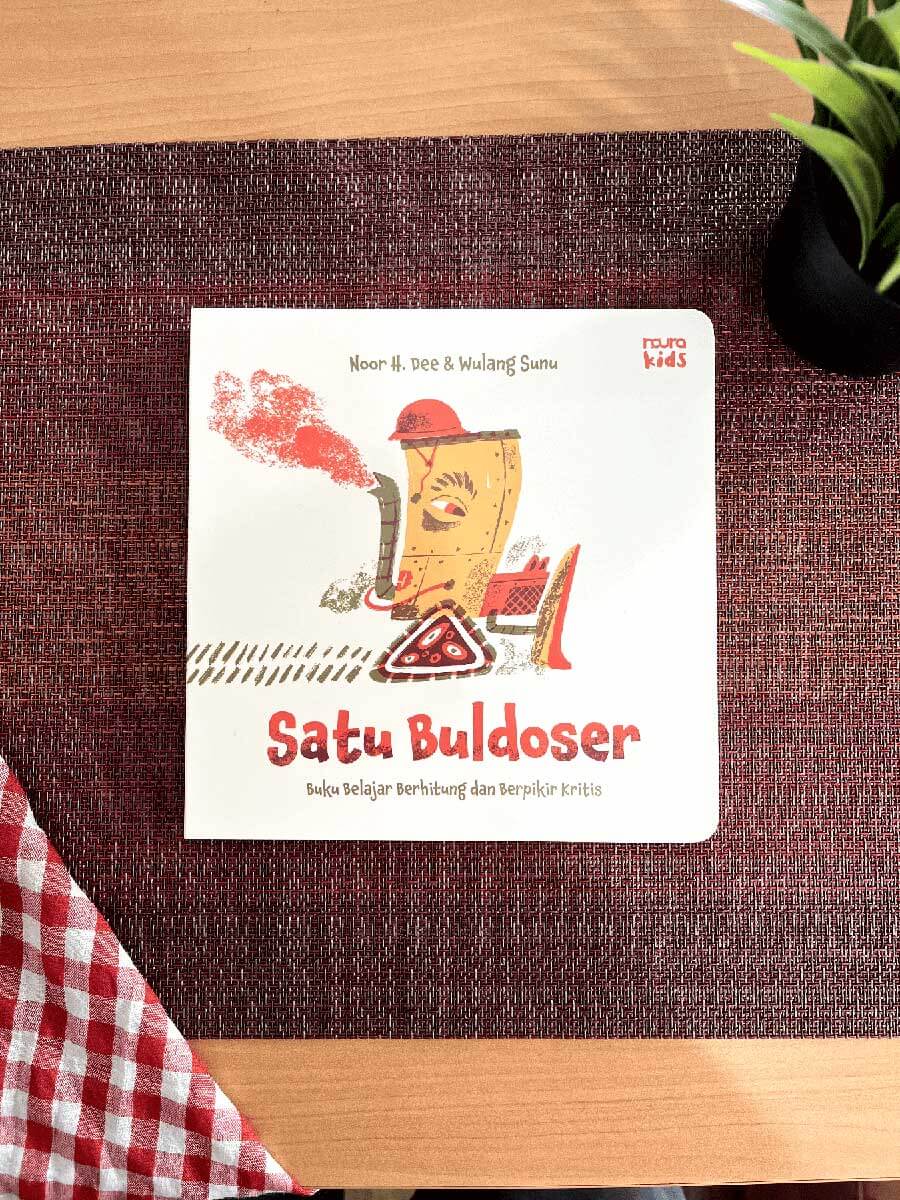 Noor H. Dee & Wulang Sunu
noura
kids
Satu Buldoser
Buku Belajar Berhitung dan Berpikir Kritis